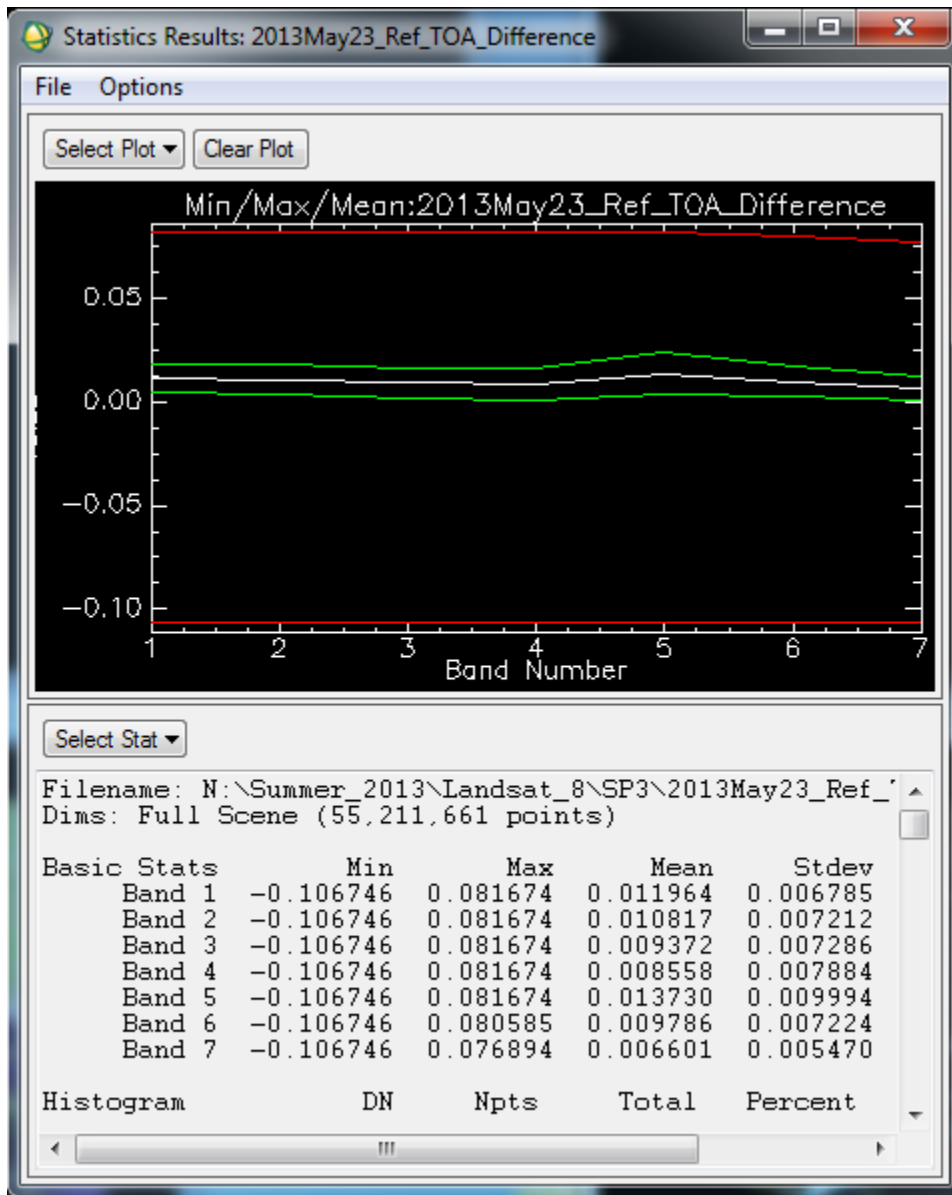 Statistics Results: 2013May23_Ref_TOA_Difference
File Options
Select Plot Clear Plot
Min/Max/Mean:2013May23_Ref_TOA_Difference
0.05
0.00
−0.05
−0.10
1 2 3 4 5 6 7
Band Number
Select Stat
Filename: N:\Summer_2013\Landsat_8\SP3\2013May23_Ref_
Dims: Full Scene (55,211,661 points)
Basic Stats Min Max Mean Stdev
Band 1 -0.106746 0.081674 0.011964 0.006785
Band 2 -0.106746 0.081674 0.010817 0.007212
Band 3 -0.106746 0.081674 0.009372 0.007286
Band 4 -0.106746 0.081674 0.008558 0.007884
Band 5 -0.106746 0.081674 0.013730 0.009994
Band 6 -0.106746 0.080585 0.009786 0.007224
Band 7 -0.106746 0.076894 0.006601 0.005470
Histogram DN Npts Total Percent